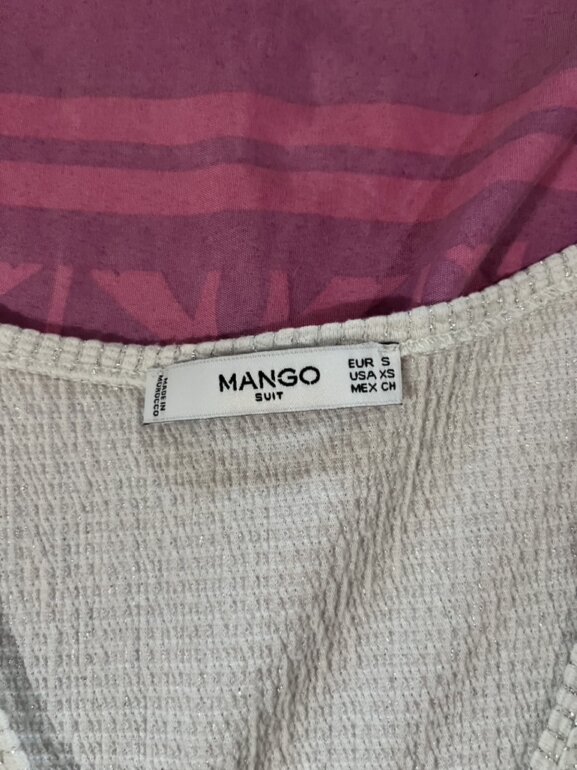 MADE IN
MOROCCO
MANGO
SUIT
EUR S
USA XS
MEX CH